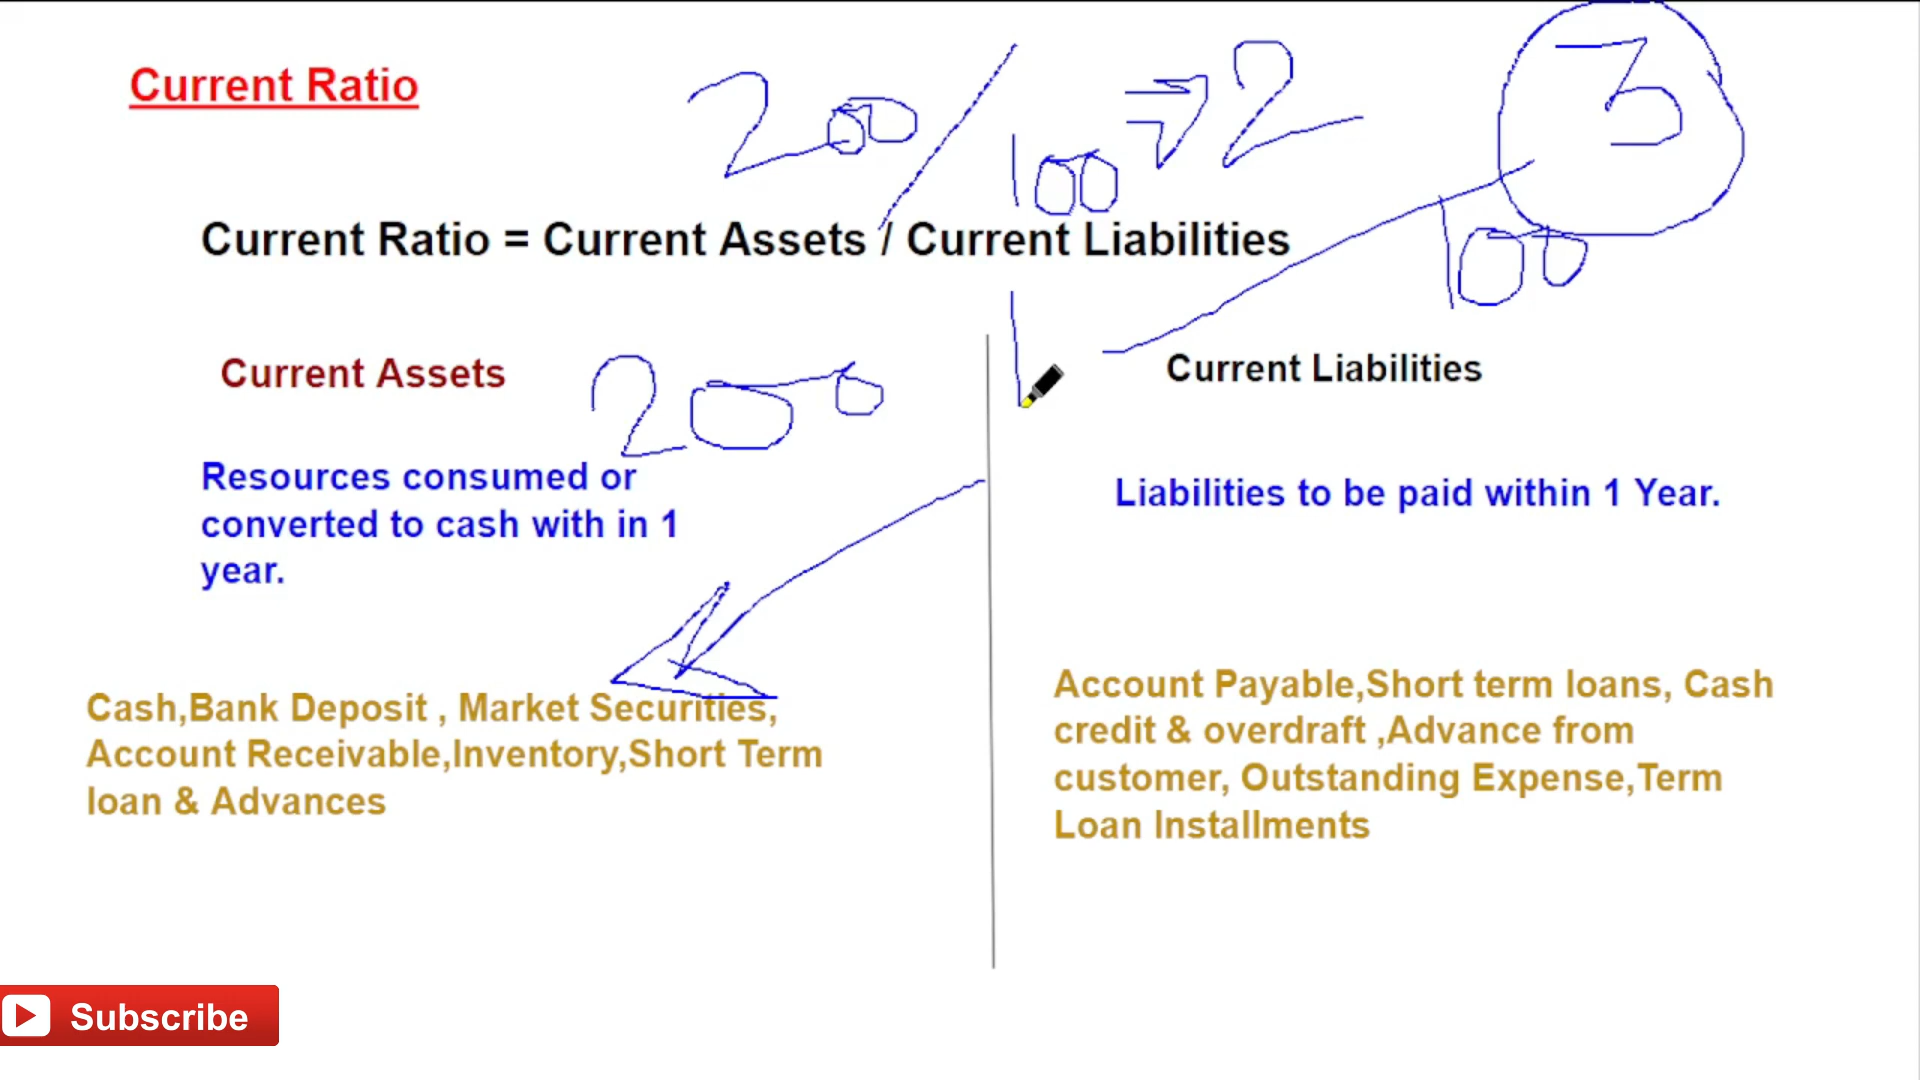 Current Ratio
200 / 100 = 2
3
Current Ratio = Current Assets / Current Liabilities
100
Current Assets
200
Current Liabilities
Resources consumed or
converted to cash with in 1
year.
Liabilities to be paid within 1 Year.
Cash,Bank Deposit , Market Securities,
Account Receivable,Inventory,Short Term
loan & Advances
Account Payable,Short term loans, Cash
credit & overdraft ,Advance from
customer, Outstanding Expense,Term
Loan Installments
Subscribe